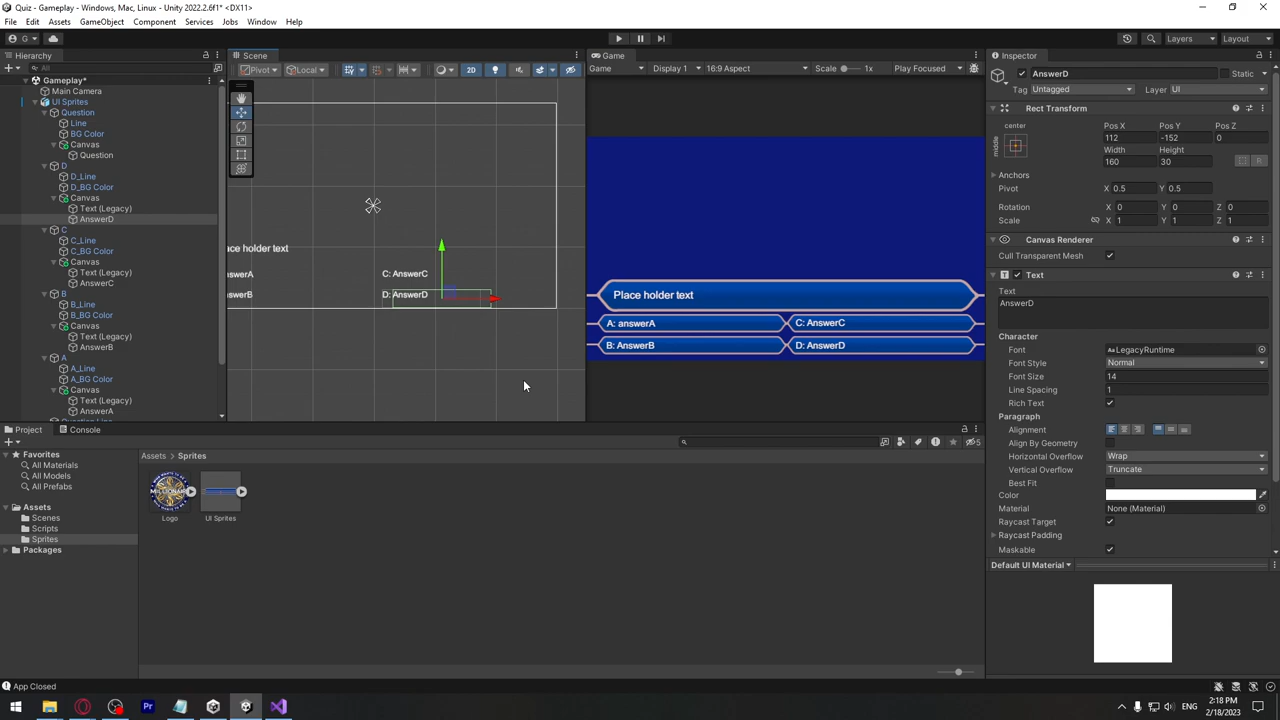 Quiz - Gameplay - Windows, Mac, Linux - Unity 2022.2.6f1* <DX11>
File Edit Assets GameObject Component Services Jobs Window Help
G Layers Layout
Hierarchy
All
Gameplay*
Main Camera
UI Sprites
Question
Line
BG Color
Canvas
Question
D
D_Line
D_BG Color
Canvas
Text (Legacy)
AnswerD
C
C_Line
C_BG Color
Canvas
Text (Legacy)
AnswerC
B
B_Line
B_BG Color
Canvas
Text (Legacy)
AnswerB
A
A_Line
A_BG Color
Canvas
Text (Legacy)
AnswerA
Scene
Pivot Local 2D
ace holder text
nswerA C: AnswerC
nswerB D: AnswerD
Game
Game Display 1 16:9 Aspect Scale 1x Play Focused
Place holder text
A: answerA C: AnswerC
B: AnswerB D: AnswerD
Inspector
AnswerD Static
Tag Untagged Layer UI
Rect Transform
center Pos X Pos Y Pos Z
middle 112 -152 0
Width Height
160 30
Anchors
Pivot X 0.5 Y 0.5
Rotation X 0 Y 0 Z 0
Scale X 1 Y 1 Z 1
Canvas Renderer
Cull Transparent Mesh
Text
Text
AnswerD
Character
Font LegacyRuntime
Font Style Normal
Font Size 14
Line Spacing 1
Rich Text
Paragraph
Alignment
Align By Geometry
Horizontal Overflow Wrap
Vertical Overflow Truncate
Best Fit
Color
Material None (Material)
Raycast Target
Raycast Padding
Maskable
Default UI Material
Project Console
5
Favorites
All Materials
All Models
All Prefabs
Assets
Scenes
Scripts
Sprites
Packages
Assets > Sprites
MILLIONAIRE
Logo UI Sprites
App Closed
Pr
ENG 2:18 PM
2/18/2023